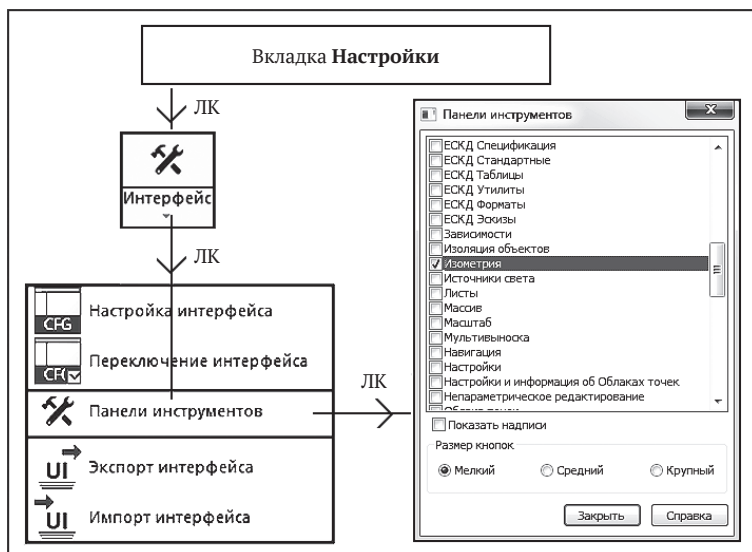 Вкладка Настройки
ЛК
Интерфейс
ЛК
CFG Настройка интерфейса
Переключение интерфейса
Панели инструментов
UI Экспорт интерфейса
UI Импорт интерфейса
ЛК
Панели инструментов
ЕСКД Спецификация
ЕСКД Стандартные
ЕСКД Таблицы
ЕСКД Утилиты
ЕСКД Форматы
ЕСКД Эскизы
Зависимости
Изоляция объектов
Изометрия
Источники света
Листы
Массив
Масштаб
Мультивыноска
Навигация
Настройки
Настройки и информация об Облаках точек
Непараметрическое редактирование
Показать надписи
Размер кнопок
Мелкий Средний Крупный
Закрыть Справка